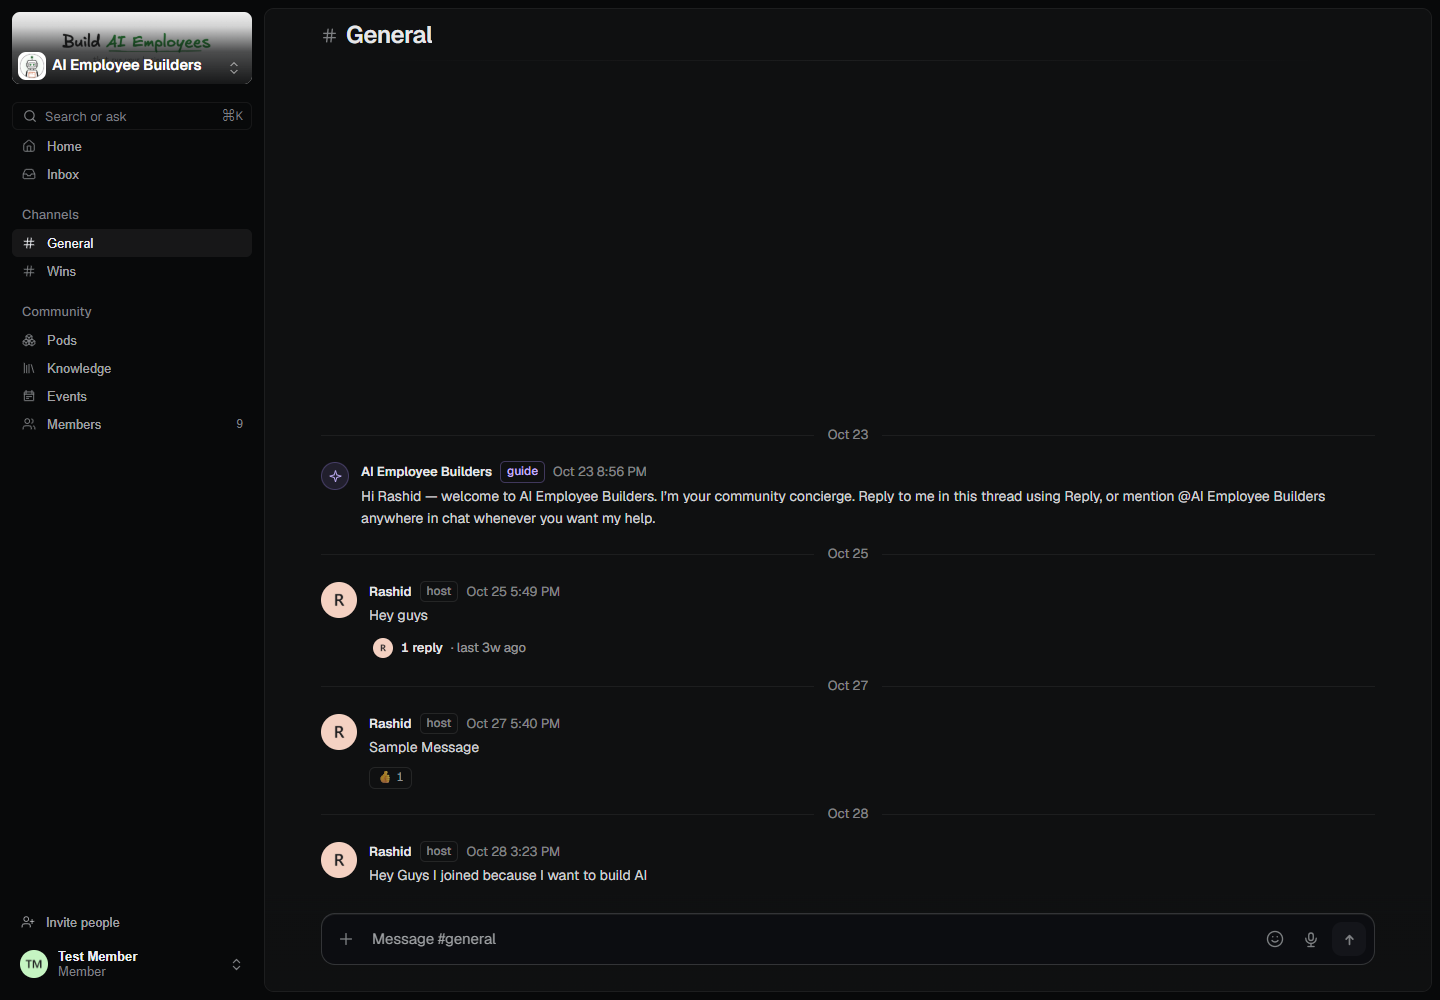 Build AI Employees
AI Employee Builders
Search or ask
⌘K
Home
Inbox
Channels
General
Wins
Community
Pods
Knowledge
Events
Members
9
Invite people
TM
Test Member
Member
# General
Oct 23
AI Employee Builders guide Oct 23 8:56 PM
Hi Rashid — welcome to AI Employee Builders. I'm your community concierge. Reply to me in this thread using Reply, or mention @AI Employee Builders
anywhere in chat whenever you want my help.
Oct 25
R
Rashid host Oct 25 5:49 PM
Hey guys
R
1 reply · last 3w ago
Oct 27
R
Rashid host Oct 27 5:40 PM
Sample Message
👍🏾 1
Oct 28
R
Rashid host Oct 28 3:23 PM
Hey Guys I joined because I want to build AI
Message #general